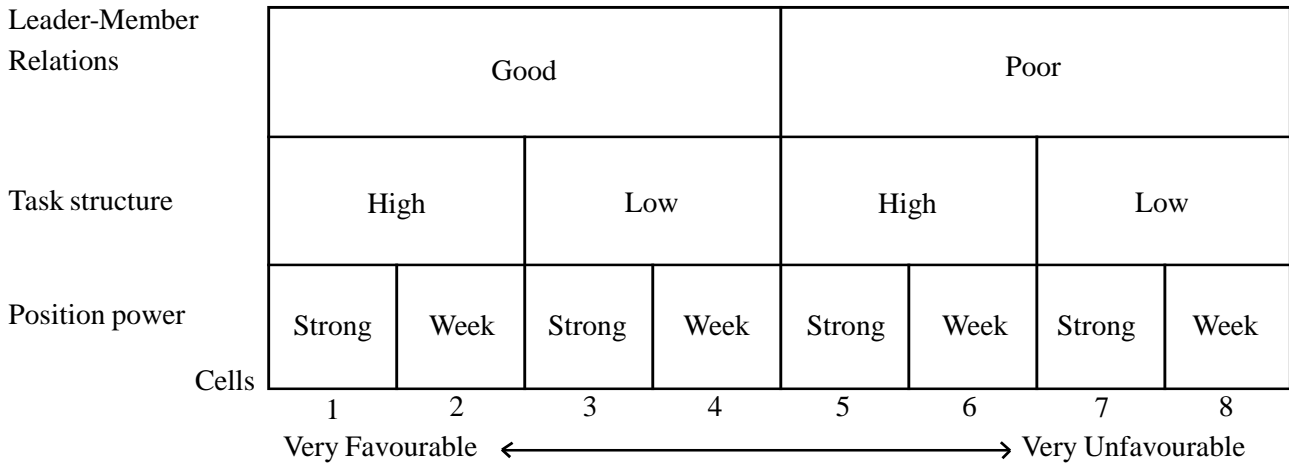 Leader-Member
Relations
Good Poor
Task structure High Low High Low
Position power Strong Week Strong Week Strong Week Strong Week
Cells
1 2 3 4 5 6 7 8
Very Favourable Very Unfavourable